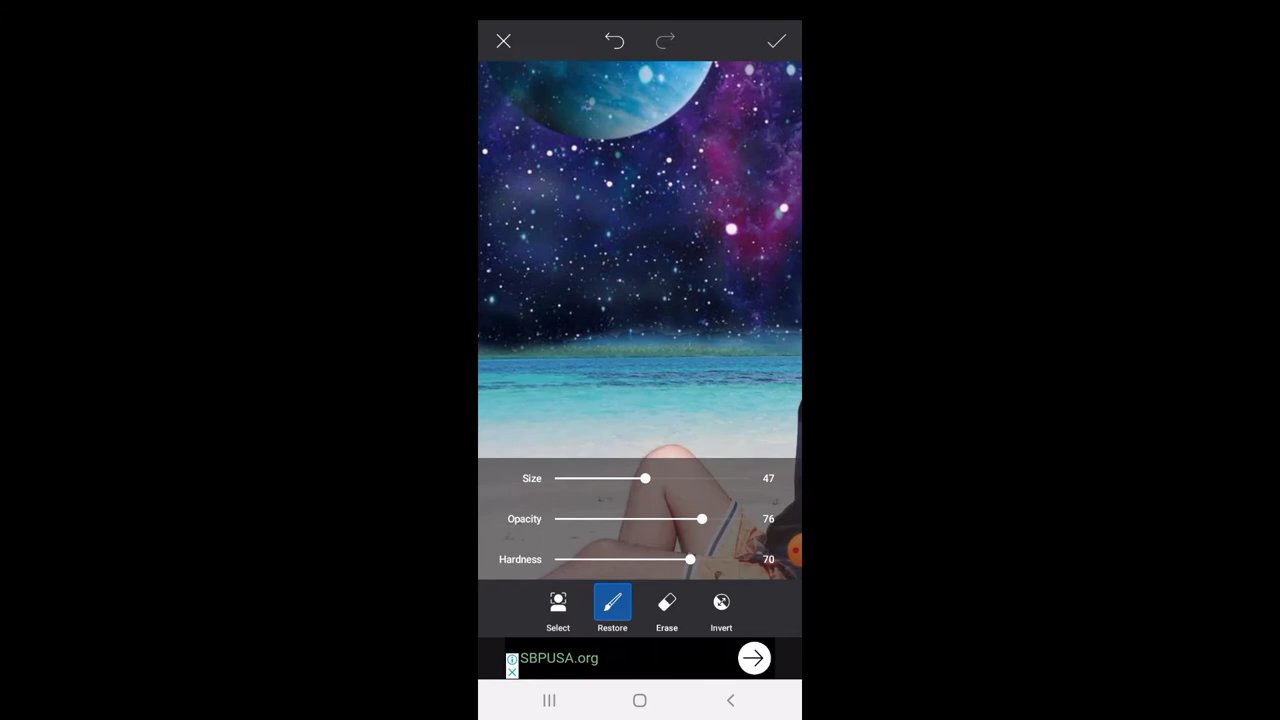 Size 47
Opacity 76
Hardness 70
Select Restore Erase Invert
SBPUSA.org